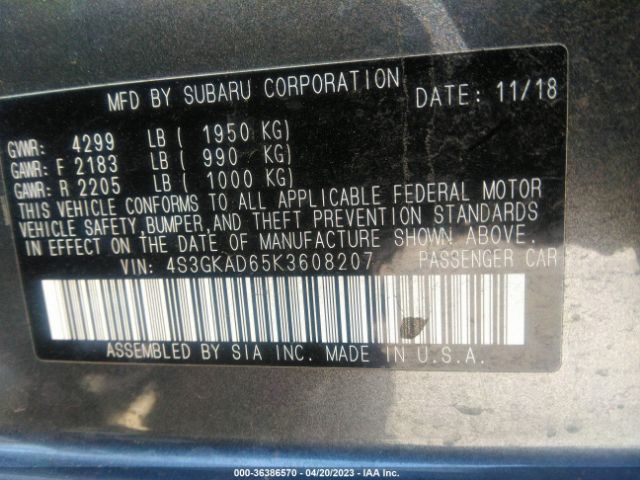 MFD BY SUBARU CORPORATION DATE: 11/18
GVWR: 4299 LB ( 1950 KG)
GAWR: F 2183 LB ( 990 KG)
GAWR: R 2205 LB ( 1000 KG)
THIS VEHICLE CONFORMS TO ALL APPLICABLE FEDERAL MOTOR
VEHICLE SAFETY, BUMPER, AND THEFT PREVENTION STANDARDS
IN EFFECT ON THE DATE OF MANUFACTURE SHOWN ABOVE.
VIN: 4S3GKAD65K3608207 PASSENGER CAR
ASSEMBLED BY SIA INC. MADE IN U.S.A.
000-36386570 - 04/20/2023 - IAA Inc.